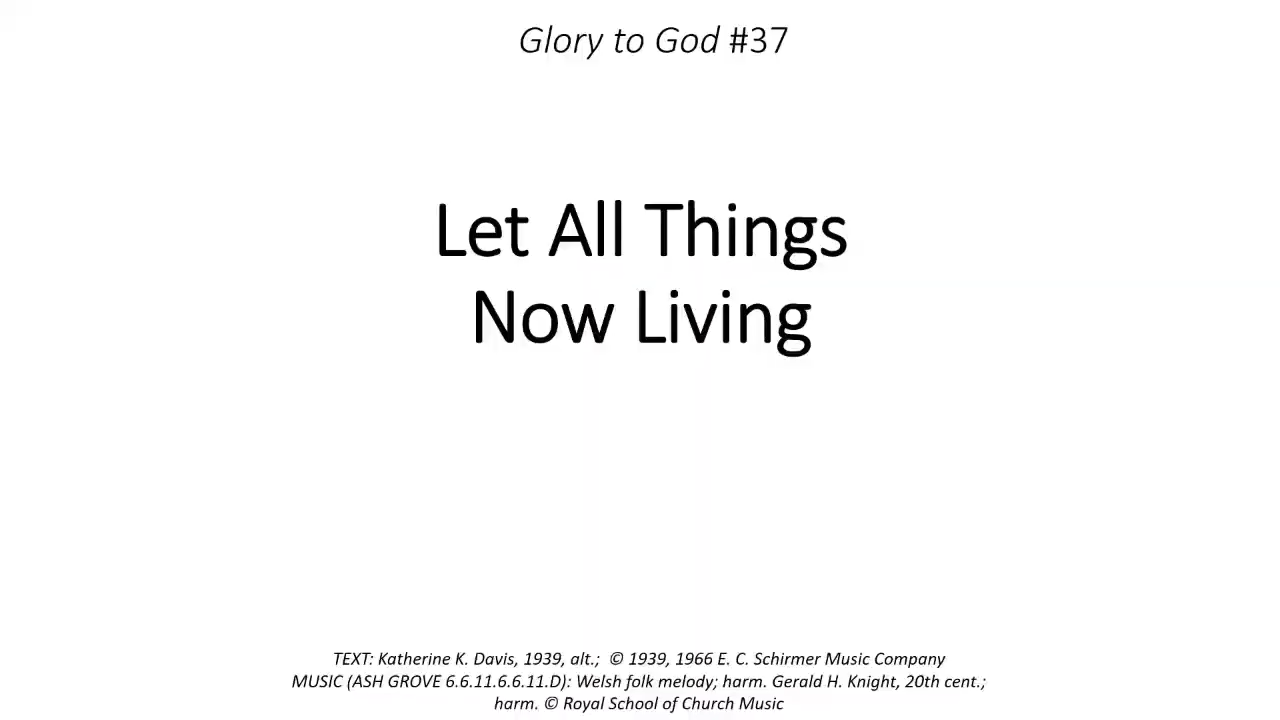 Glory to God #37
Let All Things
Now Living
TEXT: Katherine K. Davis, 1939, alt.;  © 1939, 1966 E. C. Schirmer Music Company
MUSIC (ASH GROVE 6.6.11.6.6.11.D): Welsh folk melody; harm. Gerald H. Knight, 20th cent.;
harm. © Royal School of Church Music